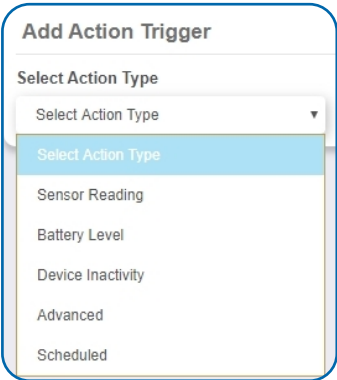 Add Action Trigger
Select Action Type
Select Action Type
Select Action Type
Sensor Reading
Battery Level
Device Inactivity
Advanced
Scheduled